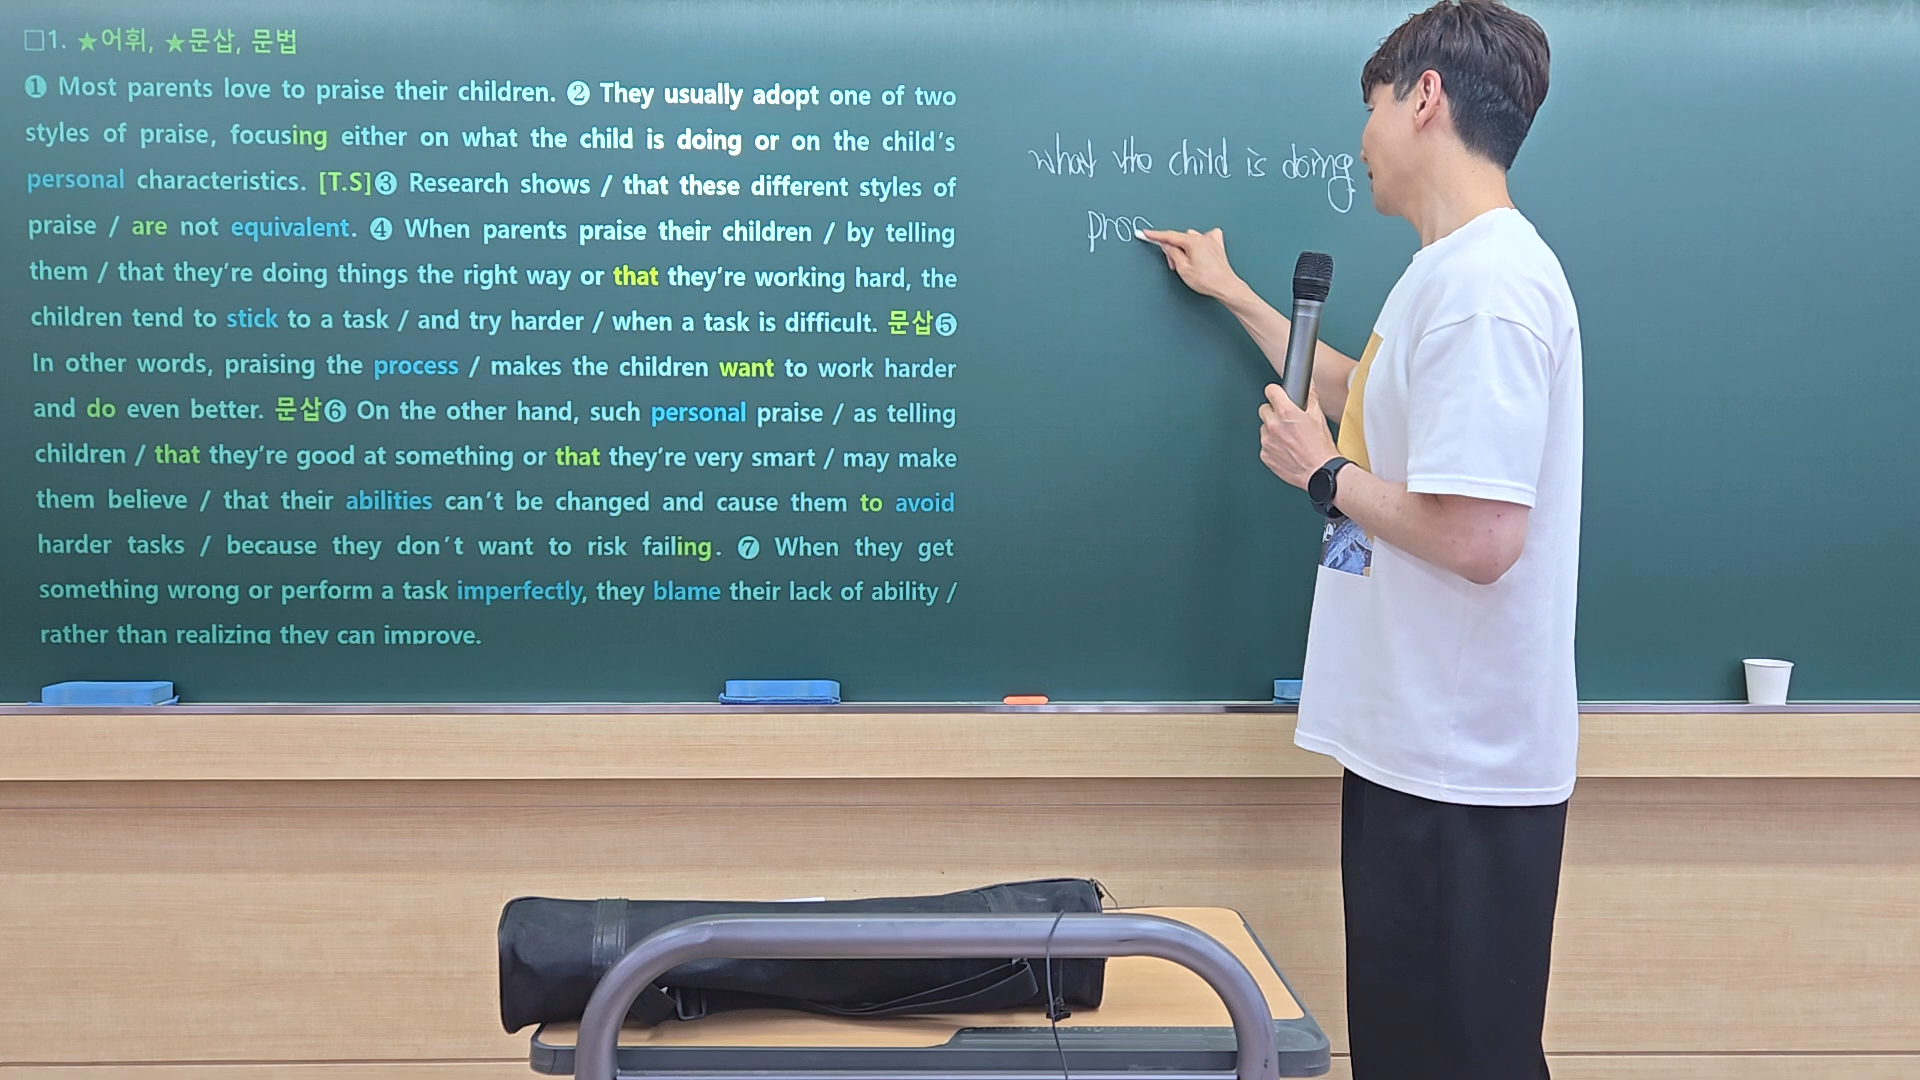 □1. ★어휘, ★문삽, 문법
❶ Most parents love to praise their children. ❷ They usually adopt one of two
styles of praise, focusing either on what the child is doing or on the child's
personal characteristics. [T.S]❸ Research shows / that these different styles of
praise / are not equivalent. ❹ When parents praise their children / by telling
them / that they're doing things the right way or that they're working hard, the
children tend to stick to a task / and try harder / when a task is difficult. 문삽❺
In other words, praising the process / makes the children want to work harder
and do even better. 문삽❻ On the other hand, such personal praise / as telling
children / that they're good at something or that they're very smart / may make
them believe / that their abilities can't be changed and cause them to avoid
harder tasks / because they don't want to risk failing. ❼ When they get
something wrong or perform a task imperfectly, they blame their lack of ability /
rather than realizing they can improve.
what the child is doing
proc